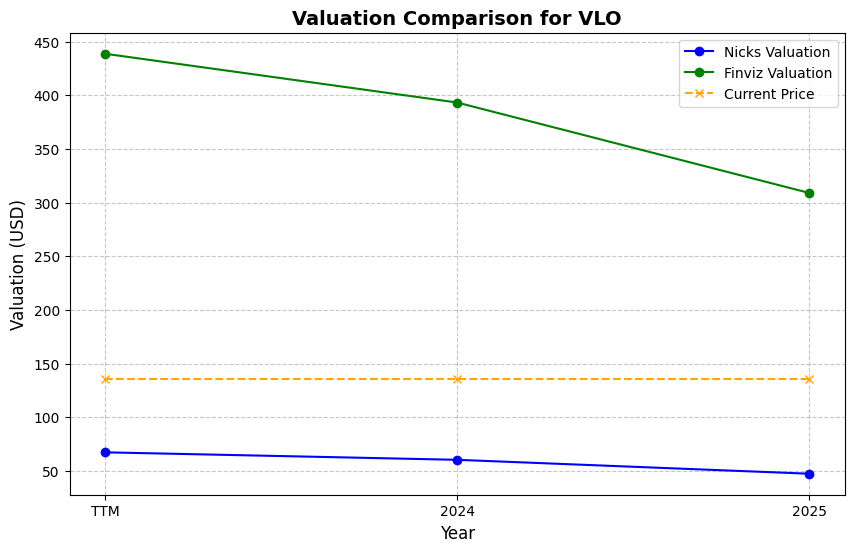 Valuation Comparison for VLO
Nicks Valuation
Finviz Valuation
Current Price
Valuation (USD)
450
400
350
300
250
200
150
100
50
TTM
2024
2025
Year